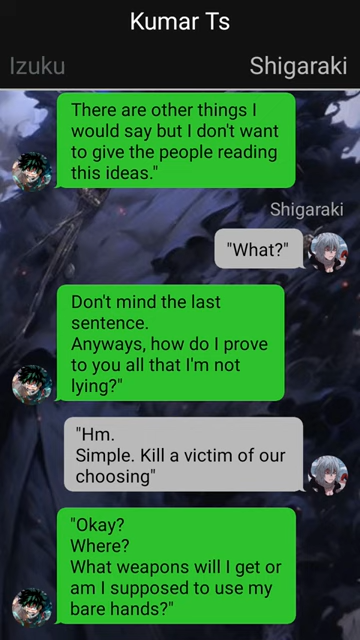 Kumar Ts
Izuku
Shigaraki
There are other things I
would say but I don't want
to give the people reading
this ideas."
Shigaraki
"What?"
Don't mind the last
sentence.
Anyways, how do I prove
to you all that I'm not
lying?"
"Hm.
Simple. Kill a victim of our
choosing"
"Okay?
Where?
What weapons will I get or
am I supposed to use my
bare hands?"